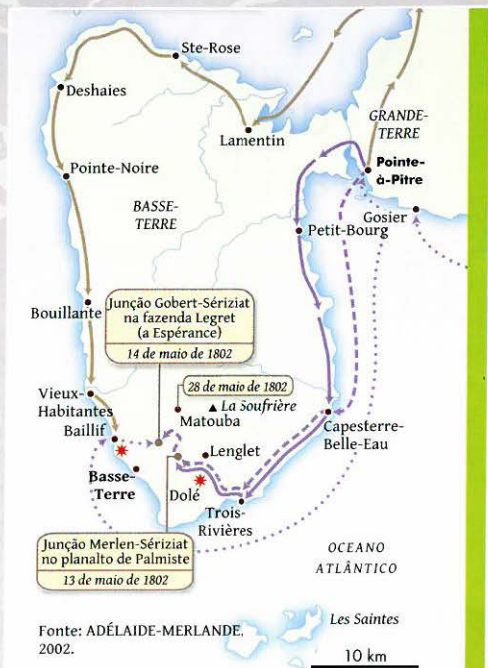 Ste-Rose
Deshaies
GRANDE-
TERRE
Lamentin
Pointe-
à-Pitre
Pointe-Noire
BASSE-
TERRE
Gosier
Petit-Bourg
Junção Gobert-Sériziat
na fazenda Legret
(a Espérance)
14 de maio de 1802
Bouillante
28 de maio de 1802
Vieux-
Habitantes
La Soufrière
Matouba
Baillif
Capesterre-
Belle-Eau
Lenglet
Basse-
Terre
Dolé
Trois-
Rivières
Junção Merlen-Sériziat
no planalto de Palmiste
13 de maio de 1802
OCEANO
ATLÂNTICO
Les Saintes
Fonte: ADÉLAIDE-MERLANDE,
2002.
10 km